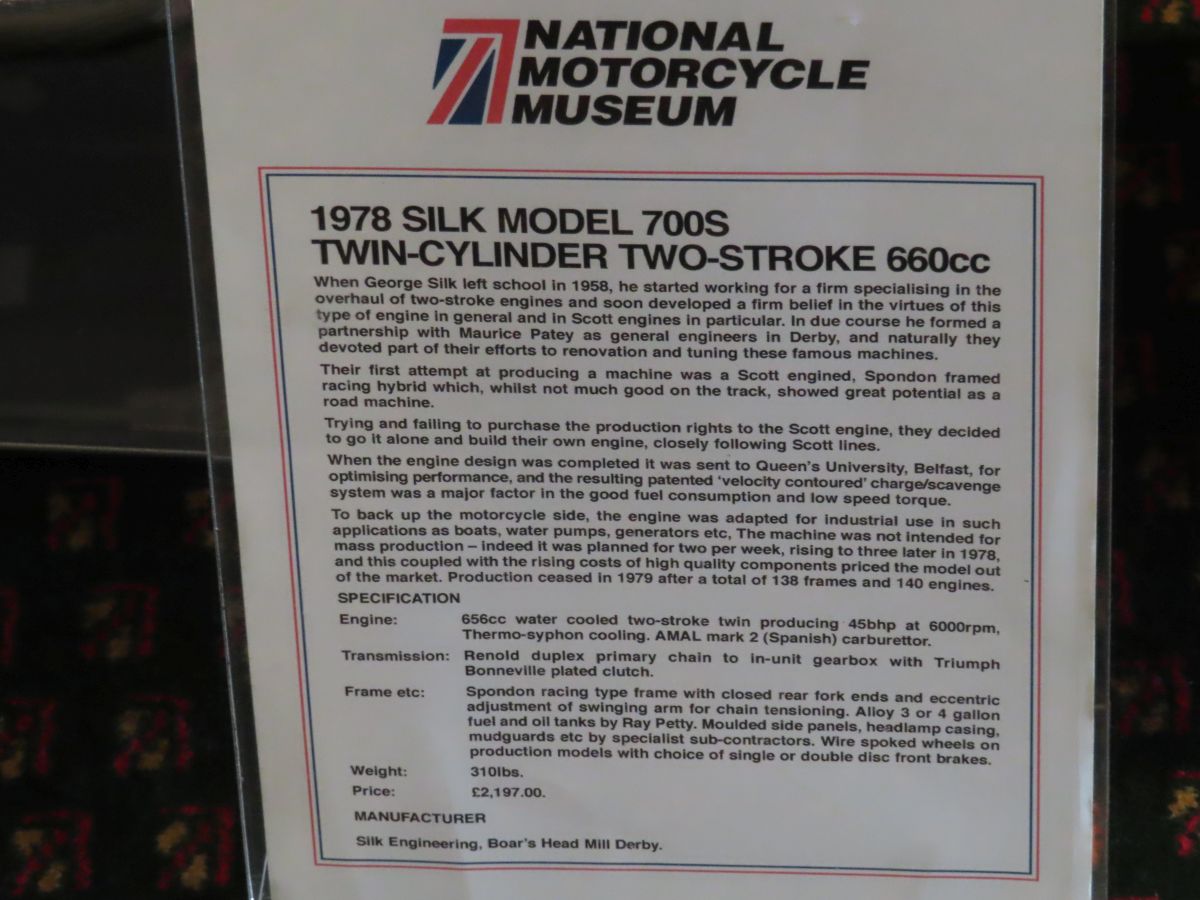 NATIONAL
MOTORCYCLE
MUSEUM
1978 SILK MODEL 700S
TWIN-CYLINDER TWO-STROKE 660cc
When George Silk left school in 1958, he started working for a firm specialising in the
overhaul of two-stroke engines and soon developed a firm belief in the virtues of this
type of engine in general and in Scott engines in particular. In due course he formed a
partnership with Maurice Patey as general engineers in Derby, and naturally they
devoted part of their efforts to renovation and tuning these famous machines.
Their first attempt at producing a machine was a Scott engined, Spondon framed
racing hybrid which, whilst not much good on the track, showed great potential as a
road machine.
Trying and failing to purchase the production rights to the Scott engine, they decided
to go it alone and build their own engine, closely following Scott lines.
When the engine design was completed it was sent to Queen's University, Belfast, for
optimising performance, and the resulting patented 'velocity contoured' charge/scavenge
system was a major factor in the good fuel consumption and low speed torque.
To back up the motorcycle side, the engine was adapted for industrial use in such
applications as boats, water pumps, generators etc, The machine was not intended for
mass production – indeed it was planned for two per week, rising to three later in 1978,
and this coupled with the rising costs of high quality components priced the model out
of the market. Production ceased in 1979 after a total of 138 frames and 140 engines.
SPECIFICATION
Engine: 656cc water cooled two-stroke twin producing 45bhp at 6000rpm,
Thermo-syphon cooling. AMAL mark 2 (Spanish) carburettor.
Transmission: Renold duplex primary chain to in-unit gearbox with Triumph
Bonneville plated clutch.
Frame etc: Spondon racing type frame with closed rear fork ends and eccentric
adjustment of swinging arm for chain tensioning. Alloy 3 or 4 gallon
fuel and oil tanks by Ray Petty. Moulded side panels, headlamp casing,
mudguards etc by specialist sub-contractors. Wire spoked wheels on
production models with choice of single or double disc front brakes.
Weight: 310lbs.
Price: £2,197.00.
MANUFACTURER
Silk Engineering, Boar's Head Mill Derby.